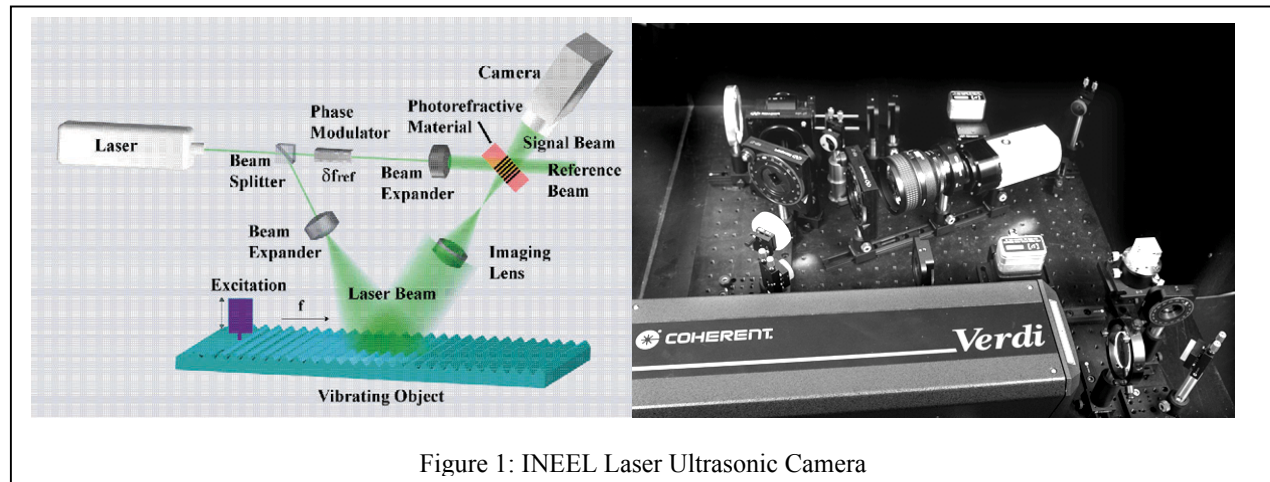 Camera
Phase
Modulator
Photorefractive
Material
Signal Beam
Laser
Beam
Splitter
δfref
Beam
Expander
Reference
Beam
Beam
Expander
Imaging
Lens
Excitation
f
Laser Beam
Vibrating Object
COHERENT.
Verdi
Figure 1: INEEL Laser Ultrasonic Camera